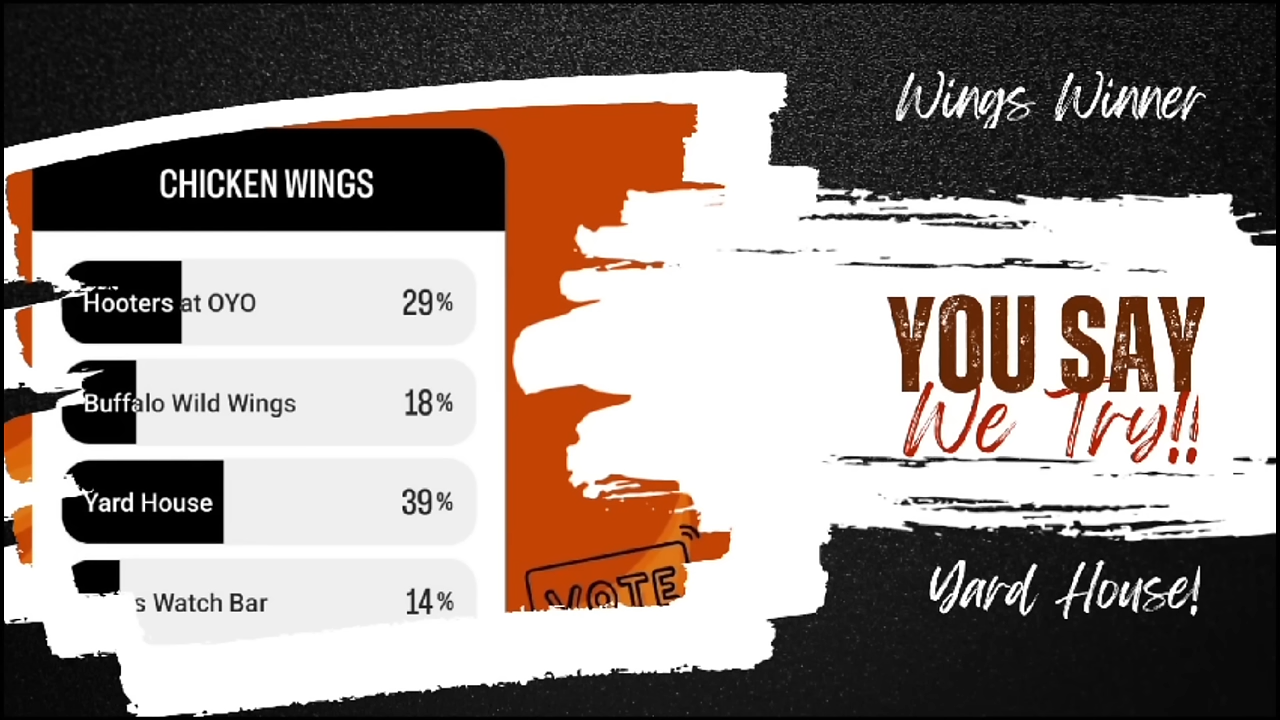 Wings Winner
CHICKEN WINGS
Hooters at OYO 29%
Buffalo Wild Wings 18%
Yard House 39%
Watch Bar 14%
VOTE
YOU SAY
We Try!!
Yard House!